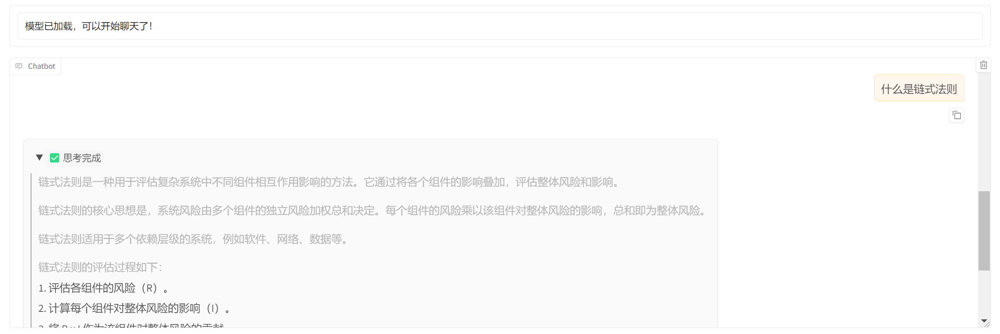 模型已加载，可以开始聊天了！
Chatbot
什么是链式法则
思考完成
链式法则是一种用于评估复杂系统中不同组件相互作用影响的方法。它通过将各个组件的影响叠加，评估整体风险和影响。
链式法则的核心思想是，系统风险由多个组件的独立风险加权总和决定。每个组件的风险乘以该组件对整体风险的影响，总和即为整体风险。
链式法则适用于多个依赖层级的系统，例如软件、网络、数据等。
链式法则的评估过程如下：
1. 评估各组件的风险（R）。
2. 计算每个组件对整体风险的影响（I）。